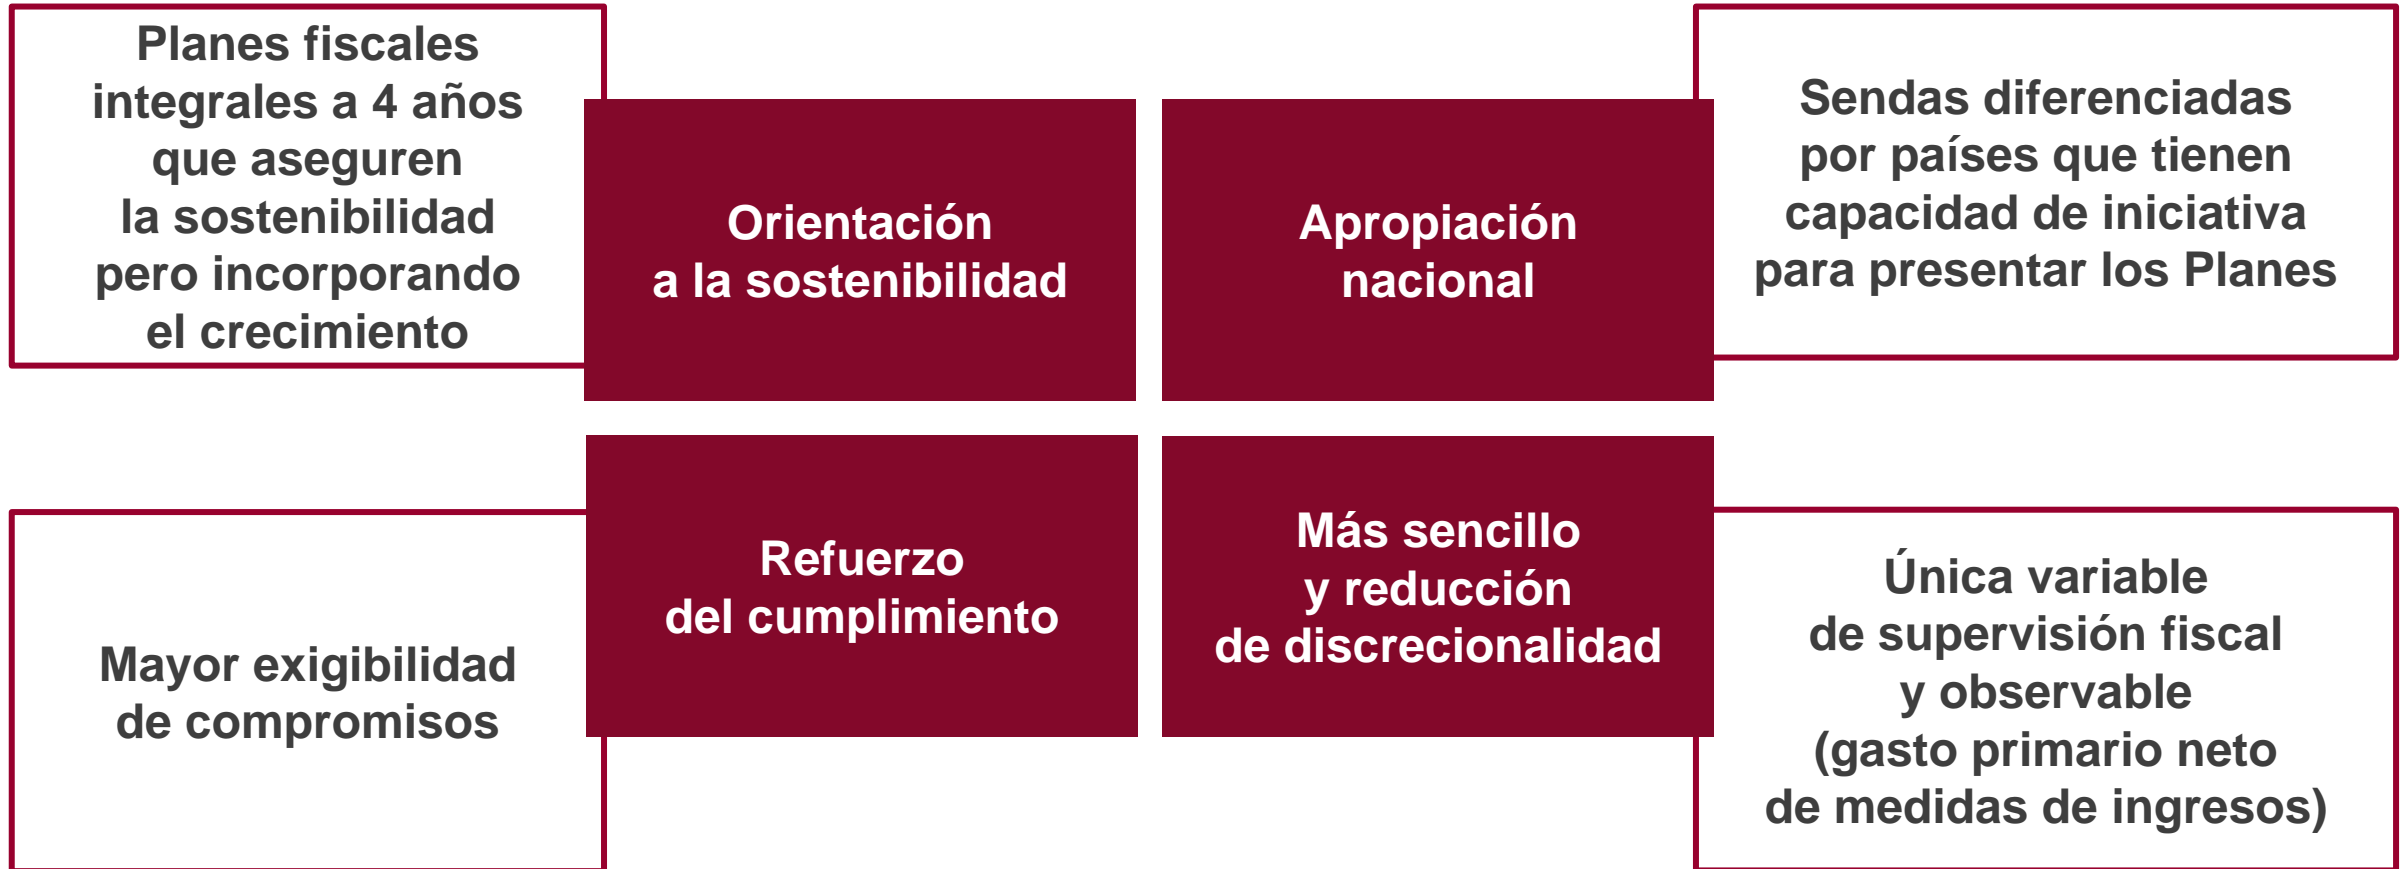 Planes fiscales
integrales a 4 años
que aseguren
la sostenibilidad
pero incorporando
el crecimiento
Orientación
a la sostenibilidad
Apropiación
nacional
Sendas diferenciadas
por países que tienen
capacidad de iniciativa
para presentar los Planes
Mayor exigibilidad
de compromisos
Refuerzo
del cumplimiento
Más sencillo
y reducción
de discrecionalidad
Única variable
de supervisión fiscal
y observable
(gasto primario neto
de medidas de ingresos)